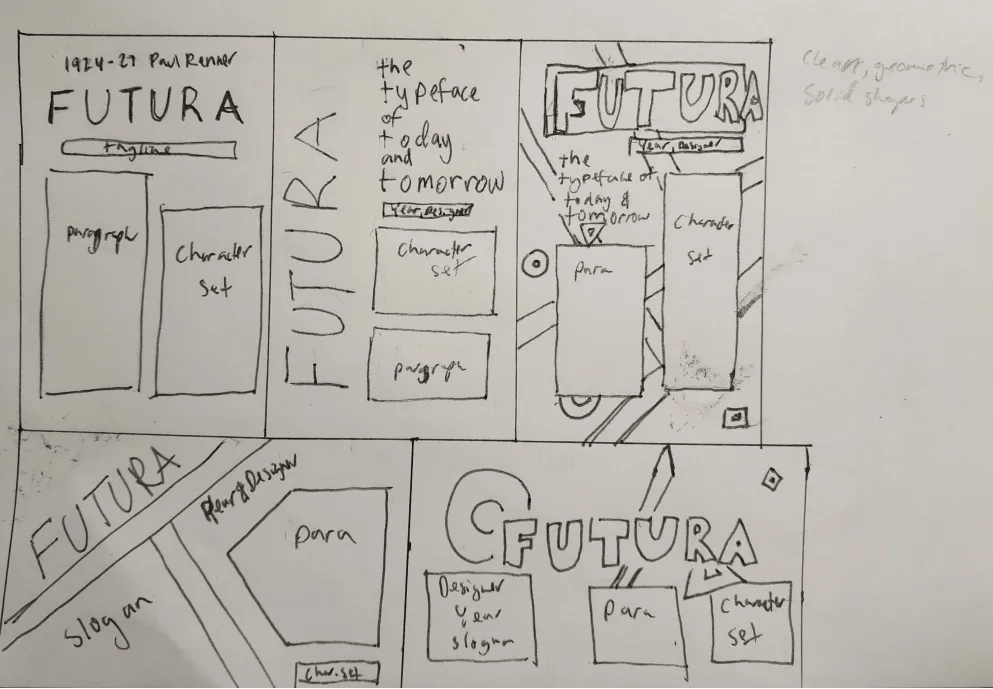 1924-27 Paul Renner
FUTURA
tagline
paragraph
Character
set
FUTURA
the
typeface
of
today
and
tomorrow
Year, Designer
Character
set
paragraph
FUTURA
Year, Designer
the
typeface of
today &
tomorrow
Para
Character
set
Clean, geometric,
solid shapes
FUTURA
Year & Designer
Slogan
Para
Char. set
FUTURA
Designer
Year
Slogan
Para
Character
set